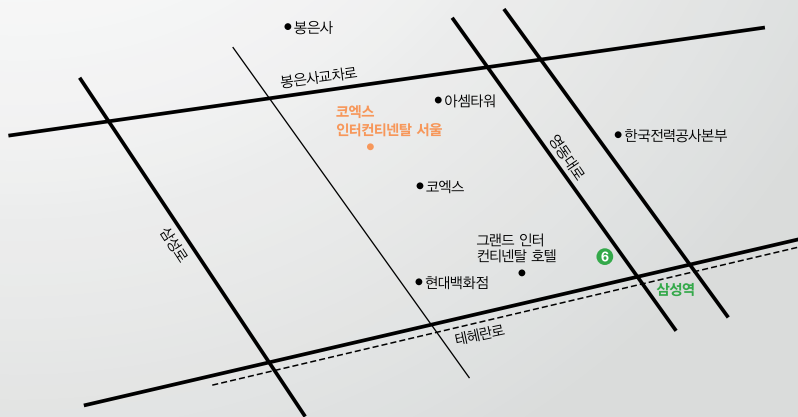 봉은사
봉은사교차로
아셈타워
코엑스
인터컨티넨탈 서울
한국전력공사본부
영동대로
코엑스
삼성로
그랜드 인터
컨티넨탈 호텔
6
현대백화점
삼성역
테헤란로